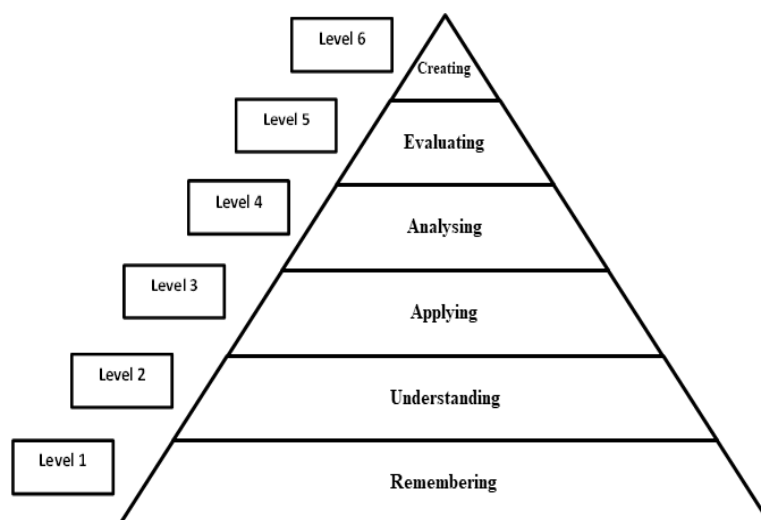 Level 6
Creating
Level 5
Evaluating
Level 4
Analysing
Level 3
Applying
Level 2
Understanding
Level 1
Remembering